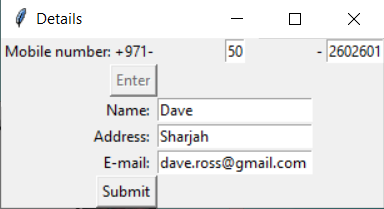 Details
Mobile number: +971- 50 - 2602601
Enter
Name: Dave
Address: Sharjah
E-mail: dave.ross@gmail.com
Submit